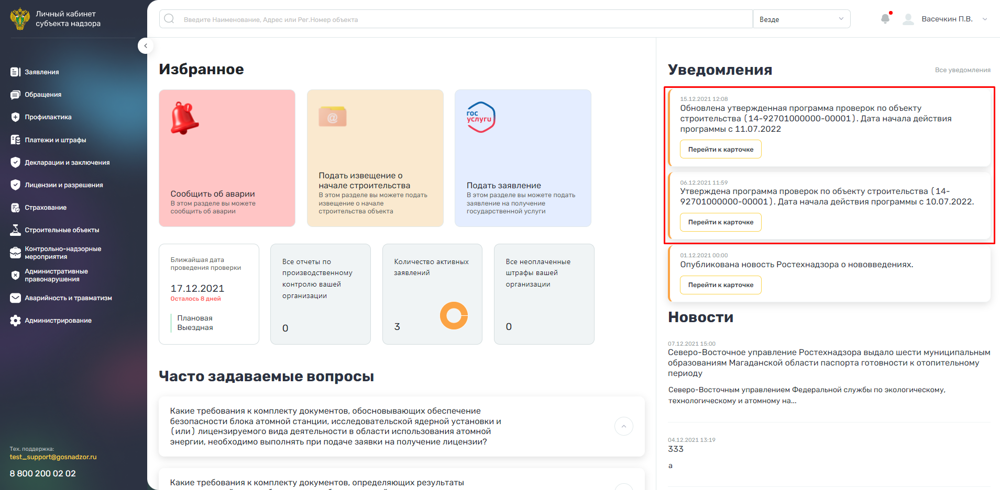 Личный кабинет
субъекта надзора
Заявления
Обращения
Профилактика
Платежи и штрафы
Декларации и заключения
Лицензии и разрешения
Страхование
Строительные объекты
Контрольно-надзорные
мероприятия
Административные
правонарушения
Аварийность и травматизм
Администрирование
Тех. поддержка:
test_support@gosnadzor.ru
8 800 200 02 02
Введите Наименование, Адрес или Рег.Номер объекта
Везде
Васечкин П.В.
Избранное
Сообщить об аварии
В этом разделе вы можете
сообщить об аварии
@
Подать извещение о
начале строительства
В этом разделе вы можете подать
извещение о начале
строительства объекта
гос
услуги
Подать заявление
В этом разделе вы можете подать
заявление на получение
государственной услуги
Ближайшая дата
проведения проверки
17.12.2021
Осталось 8 дней
Плановая
Выездная
Все отчеты по
производственному
контролю вашей
организации
0
Количество активных
заявлений
3
Все неоплаченные
штрафы вашей
организации
0
Часто задаваемые вопросы
Какие требования к комплекту документов, обосновывающих обеспечение
безопасности блока атомной станции, исследовательской ядерной установки и
(или) лицензируемого вида деятельности в области использования атомной
энергии, необходимо выполнять при подаче заявки на получение лицензии?
Какие требования к комплекту документов, определяющих результаты
Уведомления
Все уведомления
15.12.2021 12:08
Обновлена утвержденная программа проверок по объекту
строительства (14-92701000000-00001). Дата начала действия
программы с 11.07.2022
Перейти к карточке
06.12.2021 11:59
Утверждена программа проверок по объекту строительства (14-
92701000000-00001). Дата начала действия программы с 10.07.2022.
Перейти к карточке
01.12.2021 00:00
Опубликована новость Ростехнадзора о нововведениях.
Перейти к карточке
Новости
07.12.2021 15:00
Северо-Восточное управление Ростехнадзора выдало шести муниципальным
образованиям Магаданской области паспорта готовности к отопительному
периоду
Северо-Восточным управлением Федеральной службы по экологическому,
технологическому и атомному на...
04.12.2021 13:19
333
а